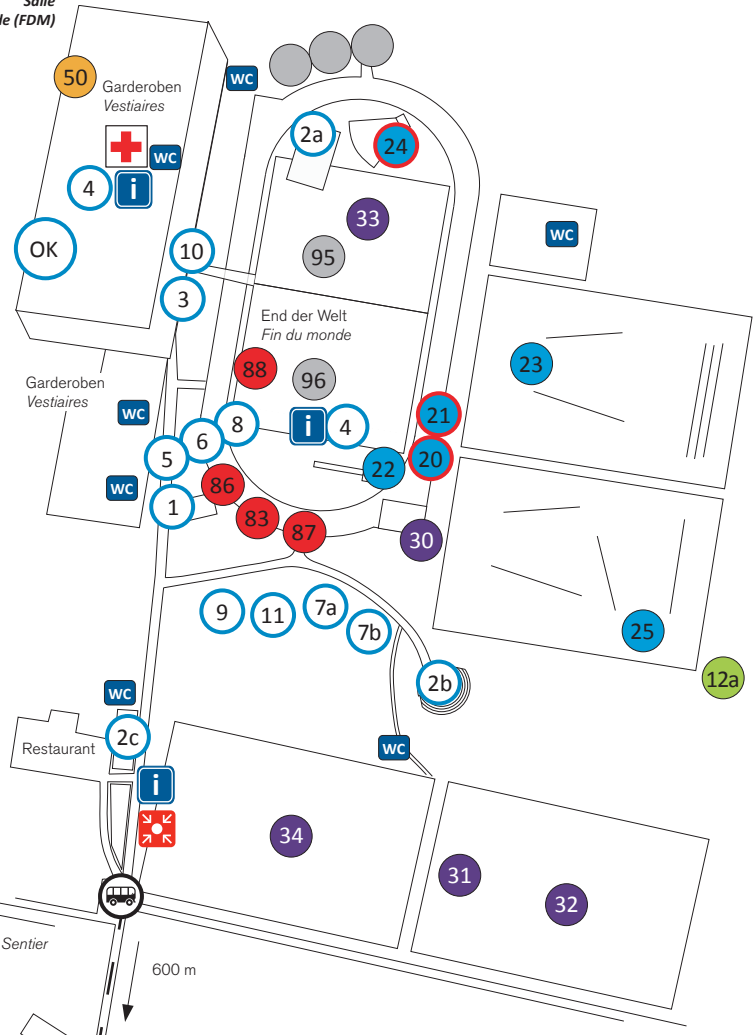 Salle
de (FDM)
50
Garderoben
Vestiaires
WC
2a
24
WC
4
i
33
WC
OK
10
95
3
End der Welt
Fin du monde
88
96
23
Garderoben
Vestiaires
WC
21
8
i
4
6
5
20
22
WC
86
1
83
87
30
9
11
7a
7b
25
2b
12a
WC
2c
Restaurant
WC
i
34
31
32
Sentier
600 m